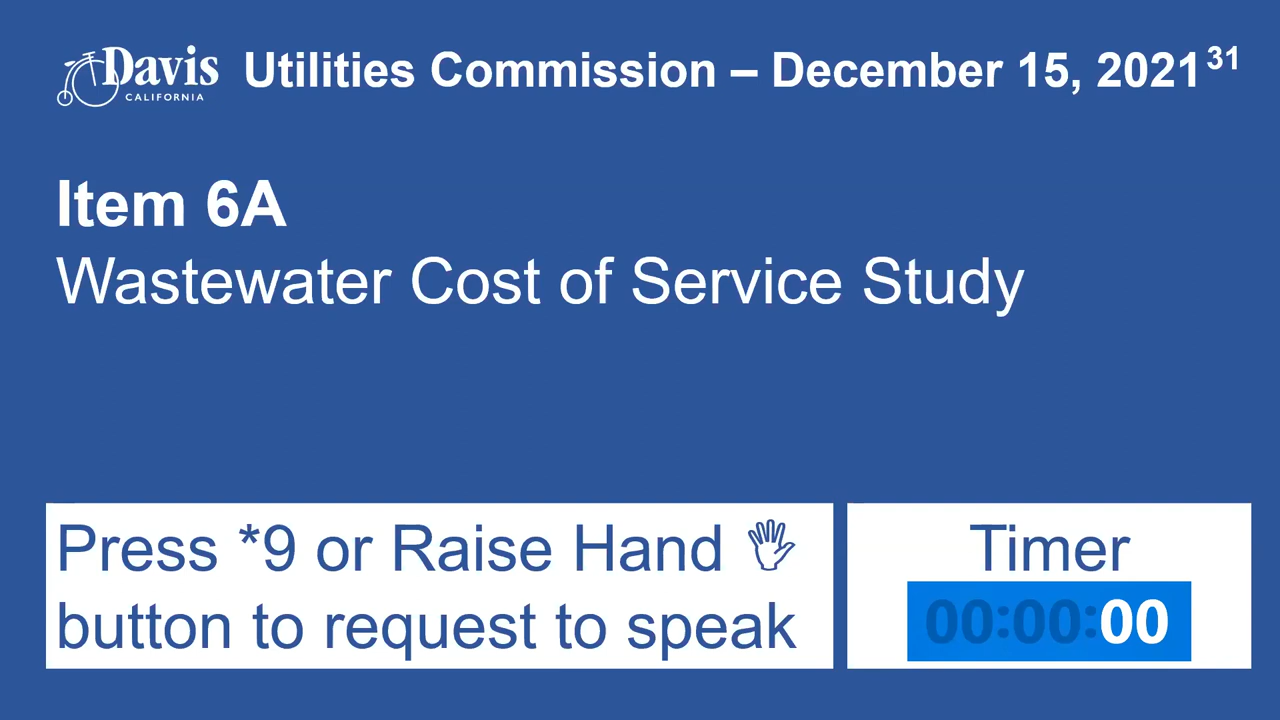 Davis
CALIFORNIA
Utilities Commission – December 15, 2021 31
Item 6A
Wastewater Cost of Service Study
Press *9 or Raise Hand
button to request to speak
Timer
00:00:00